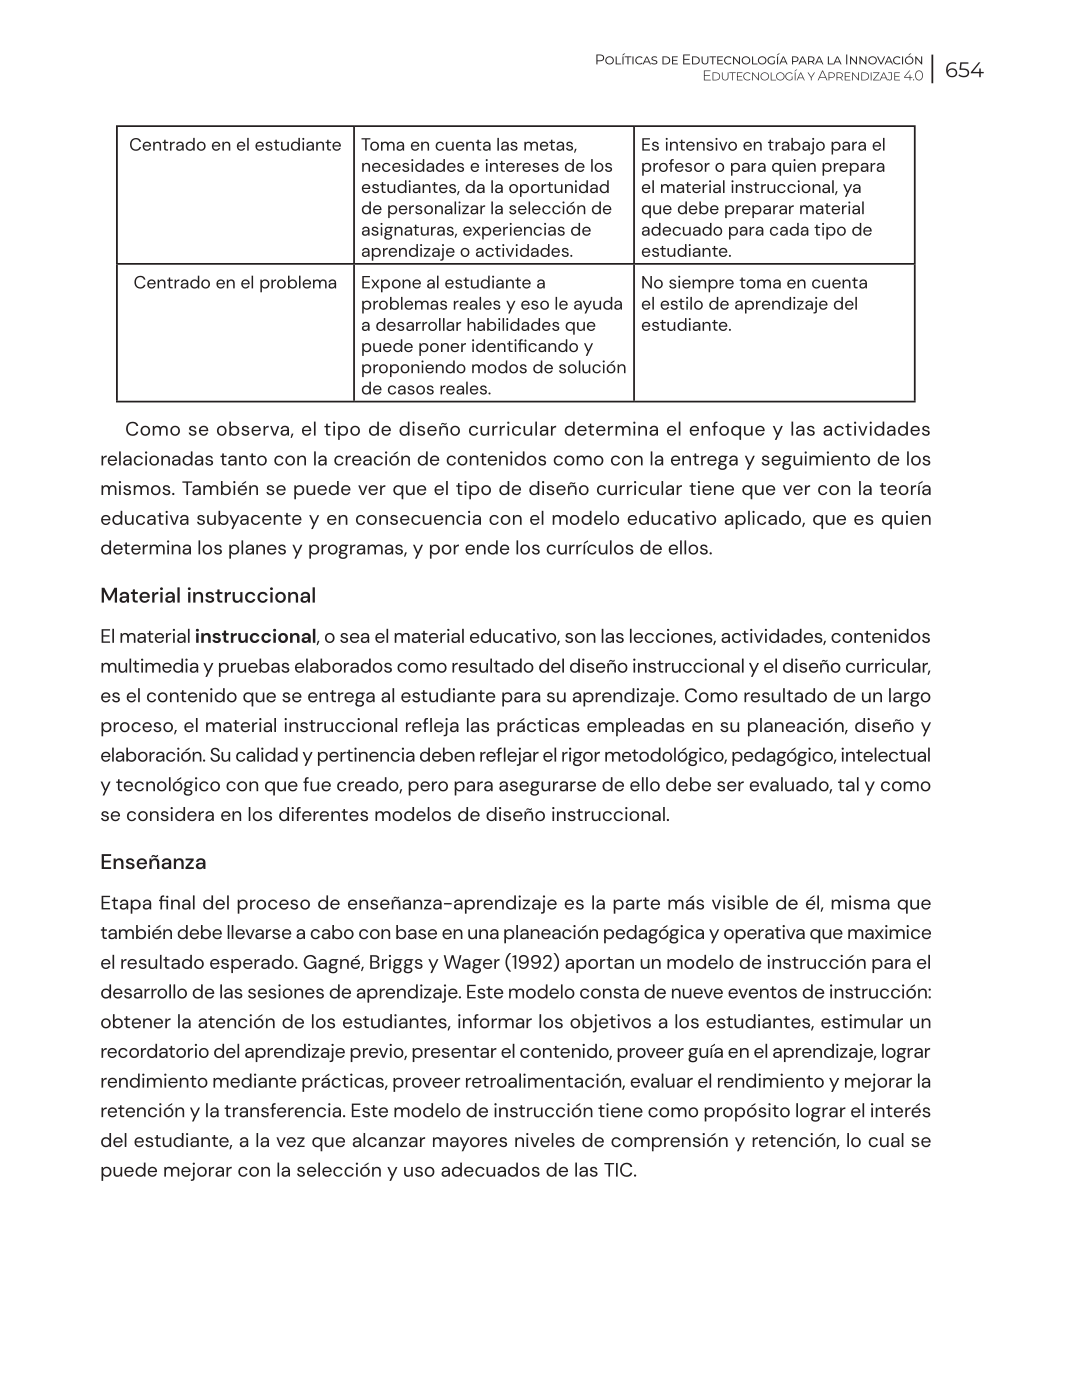 Políticas de Edutecnología para la Innovación
Edutecnología y Aprendizaje 4.0
654
Centrado en el estudiante
Toma en cuenta las metas,
necesidades e intereses de los
estudiantes, da la oportunidad
de personalizar la selección de
asignaturas, experiencias de
aprendizaje o actividades.
Es intensivo en trabajo para el
profesor o para quien prepara
el material instruccional, ya
que debe preparar material
adecuado para cada tipo de
estudiante.
Centrado en el problema
Expone al estudiante a
problemas reales y eso le ayuda
a desarrollar habilidades que
puede poner identificando y
proponiendo modos de solución
de casos reales.
No siempre toma en cuenta
el estilo de aprendizaje del
estudiante.
Como se observa, el tipo de diseño curricular determina el enfoque y las actividades
relacionadas tanto con la creación de contenidos como con la entrega y seguimiento de los
mismos. También se puede ver que el tipo de diseño curricular tiene que ver con la teoría
educativa subyacente y en consecuencia con el modelo educativo aplicado, que es quien
determina los planes y programas, y por ende los currículos de ellos.
Material instruccional
El material instruccional, o sea el material educativo, son las lecciones, actividades, contenidos
multimedia y pruebas elaborados como resultado del diseño instruccional y el diseño curricular,
es el contenido que se entrega al estudiante para su aprendizaje. Como resultado de un largo
proceso, el material instruccional refleja las prácticas empleadas en su planeación, diseño y
elaboración. Su calidad y pertinencia deben reflejar el rigor metodológico, pedagógico, intelectual
y tecnológico con que fue creado, pero para asegurarse de ello debe ser evaluado, tal y como
se considera en los diferentes modelos de diseño instruccional.
Enseñanza
Etapa final del proceso de enseñanza-aprendizaje es la parte más visible de él, misma que
también debe llevarse a cabo con base en una planeación pedagógica y operativa que maximice
el resultado esperado. Gagné, Briggs y Wager (1992) aportan un modelo de instrucción para el
desarrollo de las sesiones de aprendizaje. Este modelo consta de nueve eventos de instrucción:
obtener la atención de los estudiantes, informar los objetivos a los estudiantes, estimular un
recordatorio del aprendizaje previo, presentar el contenido, proveer guía en el aprendizaje, lograr
rendimiento mediante prácticas, proveer retroalimentación, evaluar el rendimiento y mejorar la
retención y la transferencia. Este modelo de instrucción tiene como propósito lograr el interés
del estudiante, a la vez que alcanzar mayores niveles de comprensión y retención, lo cual se
puede mejorar con la selección y uso adecuados de las TIC.